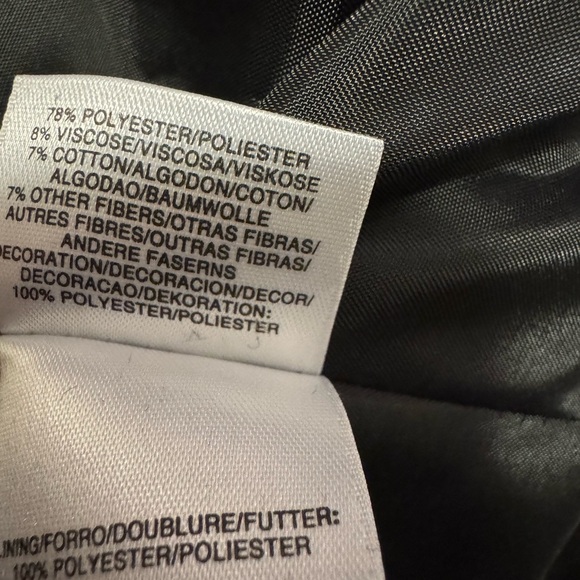 78% POLYESTER/POLIESTER
8% VISCOSE/VISCOSA/VISKOSE
7% COTTON/ALGODON/COTON/
ALGODAO/BAUMWOLLE
7% OTHER FIBERS/OTRAS FIBRAS/
AUTRES FIBRES/OUTRAS FIBRAS/
ANDERE FASERNS
DECORATION/DECORACION/DECOR/
DECORACAO/DEKORATION:
100% POLYESTER/POLIESTER
LINING/FORRO/DOUBLURE/FUTTER:
100% POLYESTER/POLIESTER